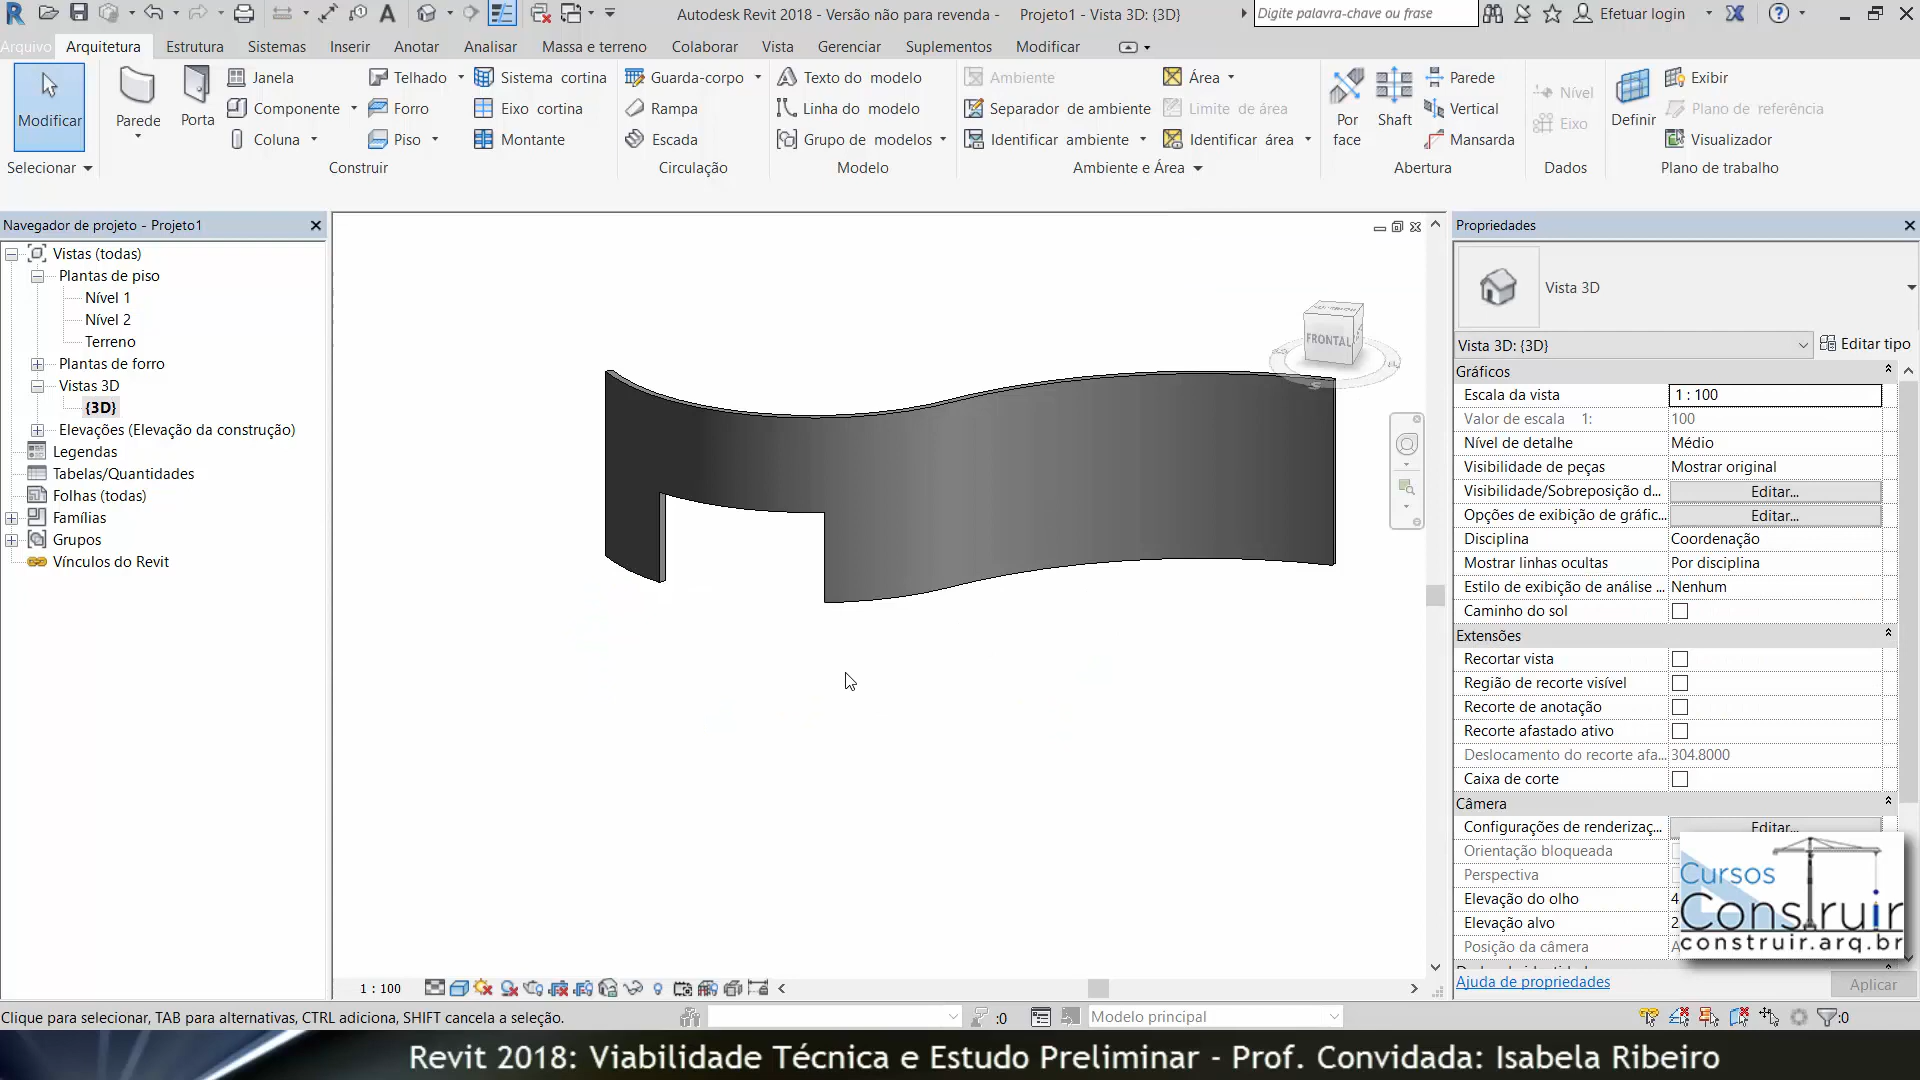 Autodesk Revit 2018 - Versão não para revenda - Projeto1 - Vista 3D: {3D}
Digite palavra-chave ou frase
Efetuar login
Arquivo Arquitetura Estrutura Sistemas Inserir Anotar Analisar Massa e terreno Colaborar Vista Gerenciar Suplementos Modificar
Modificar
Selecionar
Parede
Porta
Janela
Componente
Coluna
Telhado
Forro
Piso
Sistema cortina
Eixo cortina
Montante
Construir
Guarda-corpo
Rampa
Escada
Circulação
Texto do modelo
Linha do modelo
Grupo de modelos
Modelo
Ambiente
Separador de ambiente
Identificar ambiente
Área
Limite de área
Identificar área
Ambiente e Área
Por face
Shaft
Parede
Vertical
Mansarda
Abertura
Nível
Eixo
Dados
Definir
Exibir
Plano de referência
Visualizador
Plano de trabalho
Navegador de projeto - Projeto1
Vistas (todas)
Plantas de piso
Nível 1
Nível 2
Terreno
Plantas de forro
Vistas 3D
{3D}
Elevações (Elevação da construção)
Legendas
Tabelas/Quantidades
Folhas (todas)
Famílias
Grupos
Vínculos do Revit
FRONTAL
Propriedades
Vista 3D
Vista 3D: {3D}
Editar tipo
Gráficos
Escala da vista 1 : 100
Valor de escala 1: 100
Nível de detalhe Médio
Visibilidade de peças Mostrar original
Visibilidade/Sobreposição d... Editar...
Opções de exibição de gráfic... Editar...
Disciplina Coordenação
Mostrar linhas ocultas Por disciplina
Estilo de exibição de análise ... Nenhum
Caminho do sol
Extensões
Recortar vista
Região de recorte visível
Recorte de anotação
Recorte afastado ativo
Deslocamento do recorte afa... 304.8000
Caixa de corte
Câmera
Configurações de renderizaç... Editar...
Orientação bloqueada
Perspectiva
Elevação do olho 4
Elevação alvo 2
Posição da câmera A
Ajuda de propriedades
Aplicar
Cursos
Construir
construir.arq.br
1 : 100
Clique para selecionar, TAB para alternativas, CTRL adiciona, SHIFT cancela a seleção.
:0
Modelo principal
:0
Revit 2018: Viabilidade Técnica e Estudo Preliminar - Prof. Convidada: Isabela Ribeiro